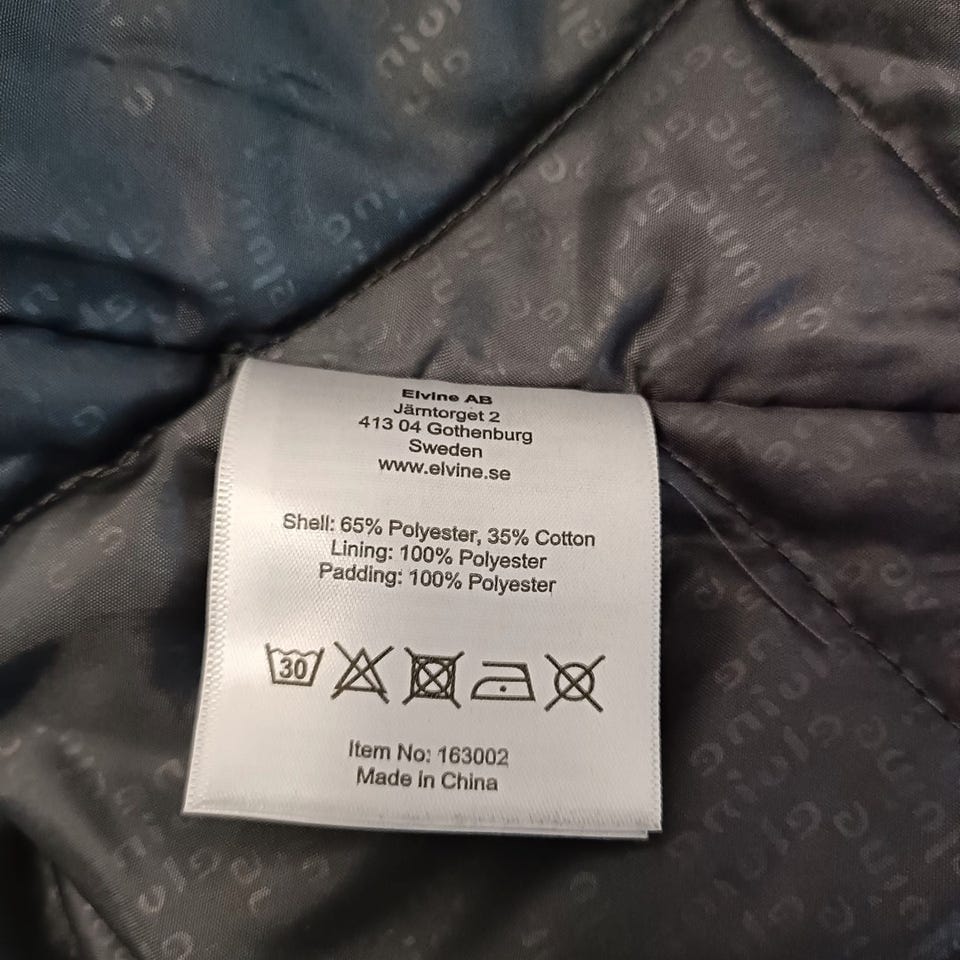 Elvine AB
Järntorget 2
413 04 Gothenburg
Sweden
www.elvine.se
Shell: 65% Polyester, 35% Cotton
Lining: 100% Polyester
Padding: 100% Polyester
30
Item No: 163002
Made in China